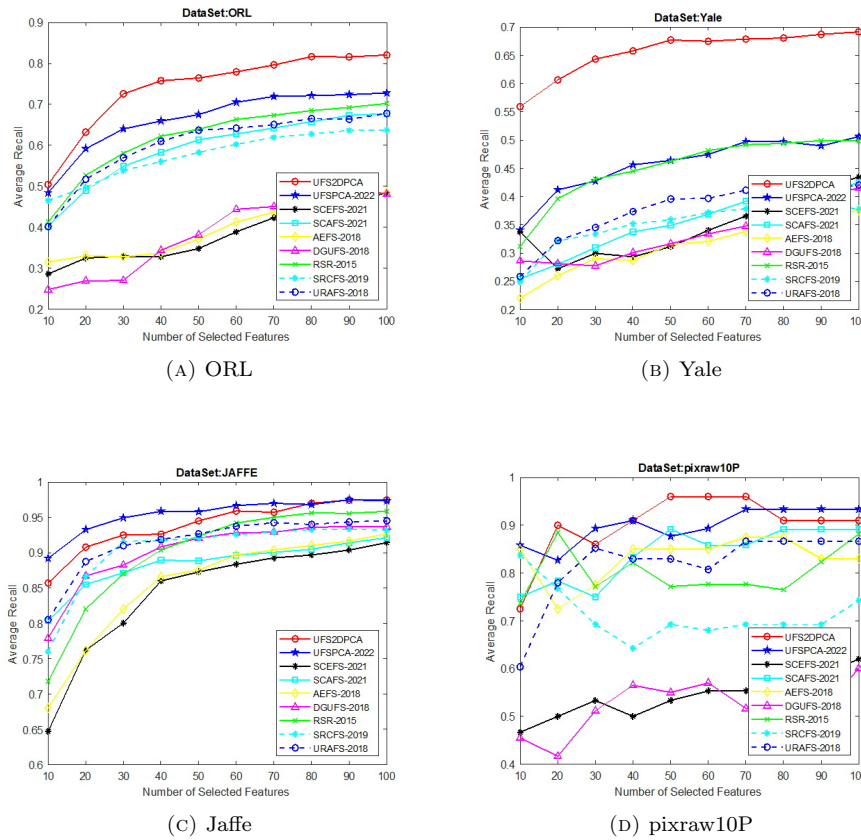 DataSet:ORL
0.9
0.8
0.7
0.6
0.5
0.4
0.3
0.2
Average Recall
UFS2DPCA
UFSPCA-2022
SCEFS-2021
SCAFS-2021
AEFS-2018
DGUFS-2018
RSR-2015
SRCFS-2019
URAFS-2018
10 20 30 40 50 60 70 80 90 100
Number of Selected Features
(A) ORL
DataSet:Yale
0.7
0.65
0.6
0.55
0.5
0.45
0.4
0.35
0.3
0.25
0.2
Average Recall
UFS2DPCA
UFSPCA-2022
SCEFS-2021
SCAFS-2021
AEFS-2018
DGUFS-2018
RSR-2015
SRCFS-2019
URAFS-2018
10 20 30 40 50 60 70 80 90 100
Number of Selected Features
(B) Yale
DataSet:JAFFE
1
0.95
0.9
0.85
0.8
0.75
0.7
0.65
0.6
Average Recall
UFS2DPCA
UFSPCA-2022
SCEFS-2021
SCAFS-2021
AEFS-2018
DGUFS-2018
RSR-2015
SRCFS-2019
URAFS-2018
10 20 30 40 50 60 70 80 90 100
Number of Selected Features
(C) Jaffe
DataSet:pixraw10P
1
0.9
0.8
0.7
0.6
0.5
0.4
Average Recall
UFS2DPCA
UFSPCA-2022
SCEFS-2021
SCAFS-2021
AEFS-2018
DGUFS-2018
RSR-2015
SRCFS-2019
URAFS-2018
10 20 30 40 50 60 70 80 90 100
Number of Selected Features
(D) pixraw10P